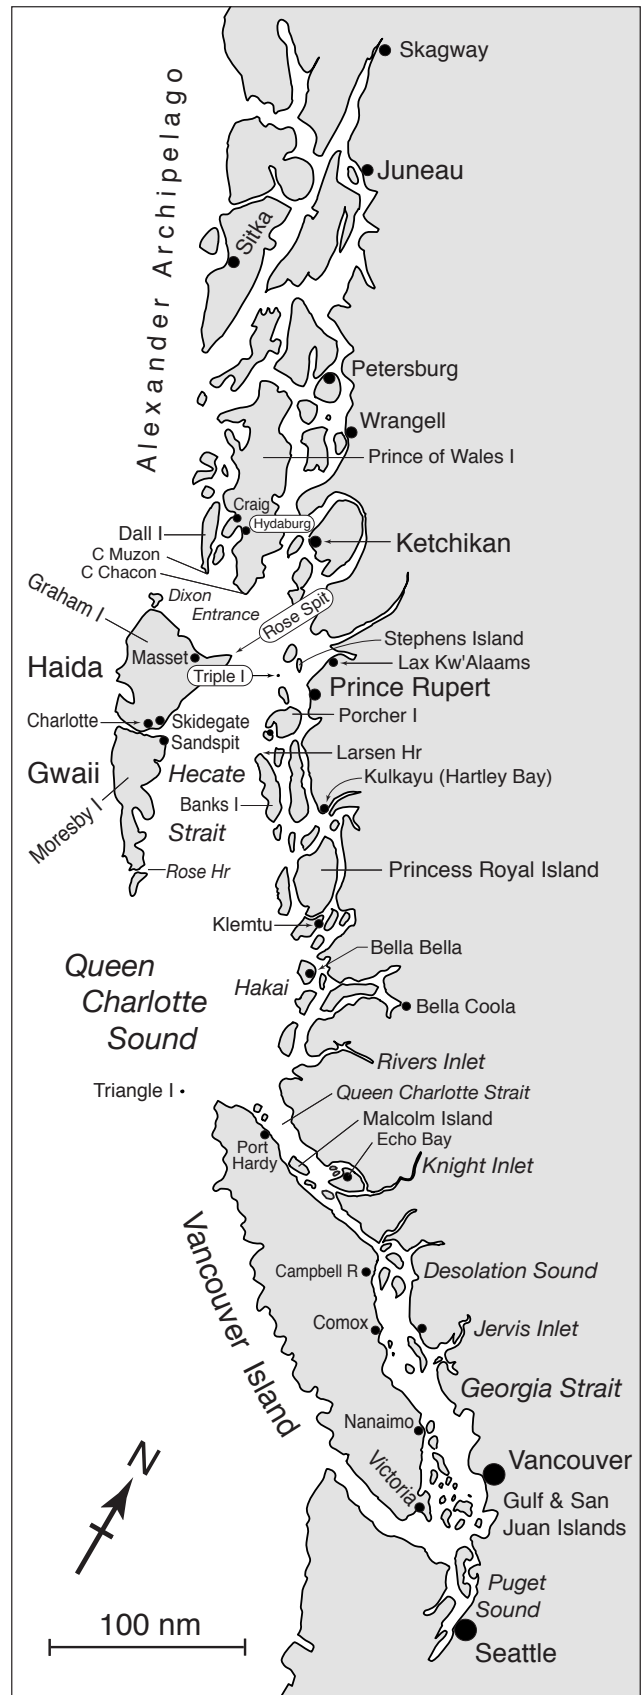 Skagway
Alexander Archipelago
Juneau
Sitka
Petersburg
Wrangell
Prince of Wales I
Craig
Hydaburg
Dall I
C Muzon
C Chacon
Ketchikan
Graham I
Dixon
Entrance
Rose Spit
Stephens Island
Lax Kw'Alaams
Masset
Haida
Triple I
Prince Rupert
Porcher I
Charlotte
Skidegate
Sandspit
Larsen Hr
Gwaii
Hecate
Kulkayu (Hartley Bay)
Banks I
Moresby I
Strait
Rose Hr
Princess Royal Island
Klemtu
Bella Bella
Queen
Charlotte
Sound
Hakai
Bella Coola
Rivers Inlet
Triangle I
Queen Charlotte Strait
Malcolm Island
Echo Bay
Port
Hardy
Knight Inlet
Vancouver Island
Campbell R
Desolation Sound
Comox
Jervis Inlet
Georgia Strait
Nanaimo
Vancouver
Victoria
Gulf & San
Juan Islands
N
Puget
Sound
100 nm
Seattle